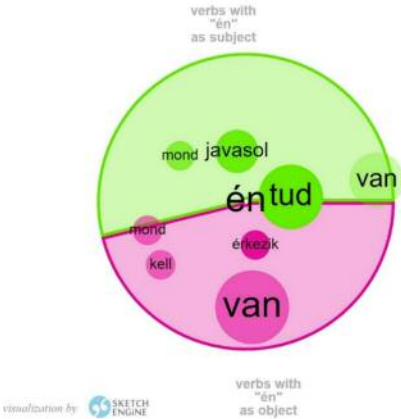 verbs with
"én"
as subject
mond
javasol
van
én
tud
mond
érkezik
kell
van
visualization by SKETCH
ENGINE
verbs with
"én"
as object